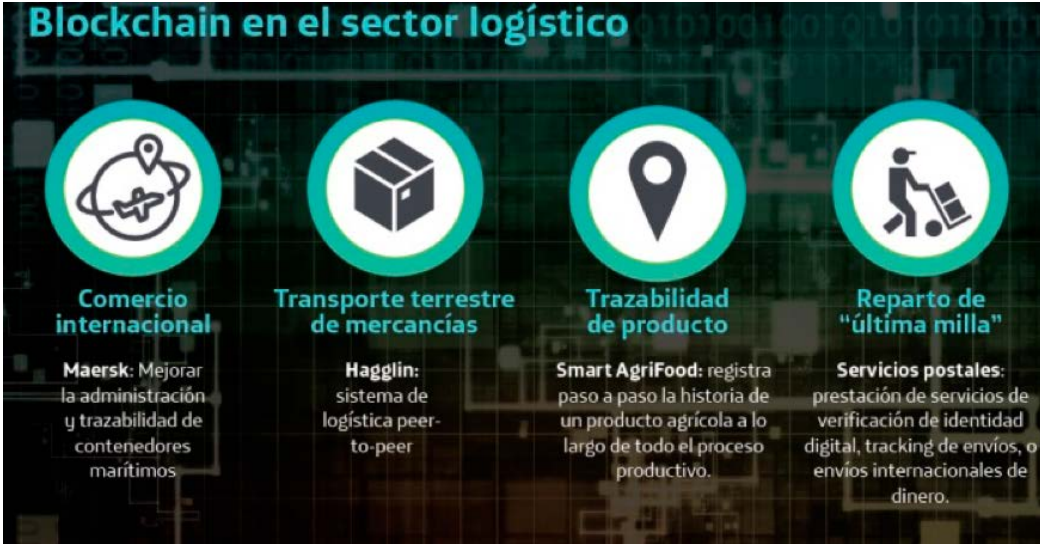 Blockchain en el sector logístico
Comercio
internacional
Maersk: Mejorar
la administración
y trazabilidad de
contenedores
marítimos
Transporte terrestre
de mercancías
Hagglin:
sistema de
logística peer-
to-peer
Trazabilidad
de producto
Smart AgriFood: registra
paso a paso la historia de
un producto agrícola a lo
largo de todo el proceso
productivo.
Reparto de
“última milla”
Servicios postales:
prestación de servicios de
verificación de identidad
digital, tracking de envíos, o
envíos internacionales de
dinero.